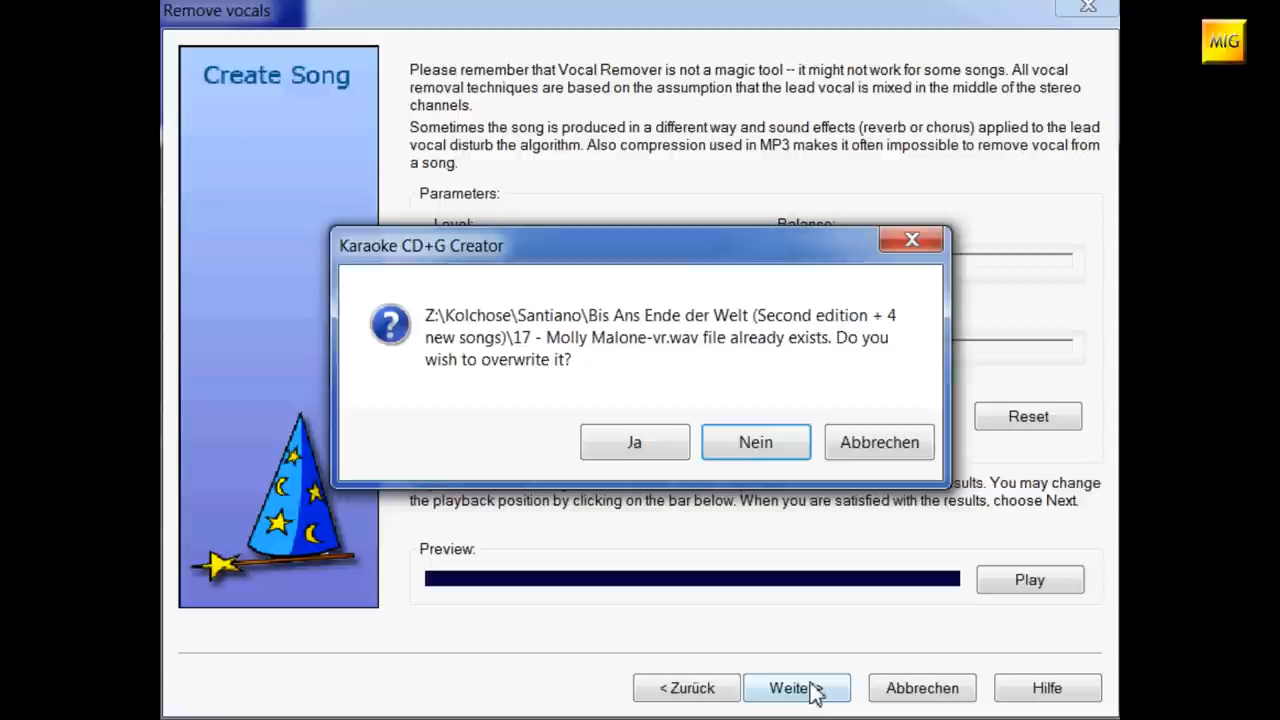 Remove vocals
MIG
Create Song
Please remember that Vocal Remover is not a magic tool -- it might not work for some songs. All vocal
removal techniques are based on the assumption that the lead vocal is mixed in the middle of the stereo
channels.
Sometimes the song is produced in a different way and sound effects (reverb or chorus) applied to the lead
vocal disturb the algorithm. Also compression used in MP3 makes it often impossible to remove vocal from
a song.
Parameters:
Level:
Balance:
Karaoke CD+G Creator
Z:\Kolchose\Santiano\Bis Ans Ende der Welt (Second edition + 4
new songs)\17 - Molly Malone-vr.wav file already exists. Do you
wish to overwrite it?
Reset
Ja
Nein
Abbrechen
You may change
the playback position by clicking on the bar below. When you are satisfied with the results, choose Next.
Preview:
Play
< Zurück
Weiter >
Abbrechen
Hilfe